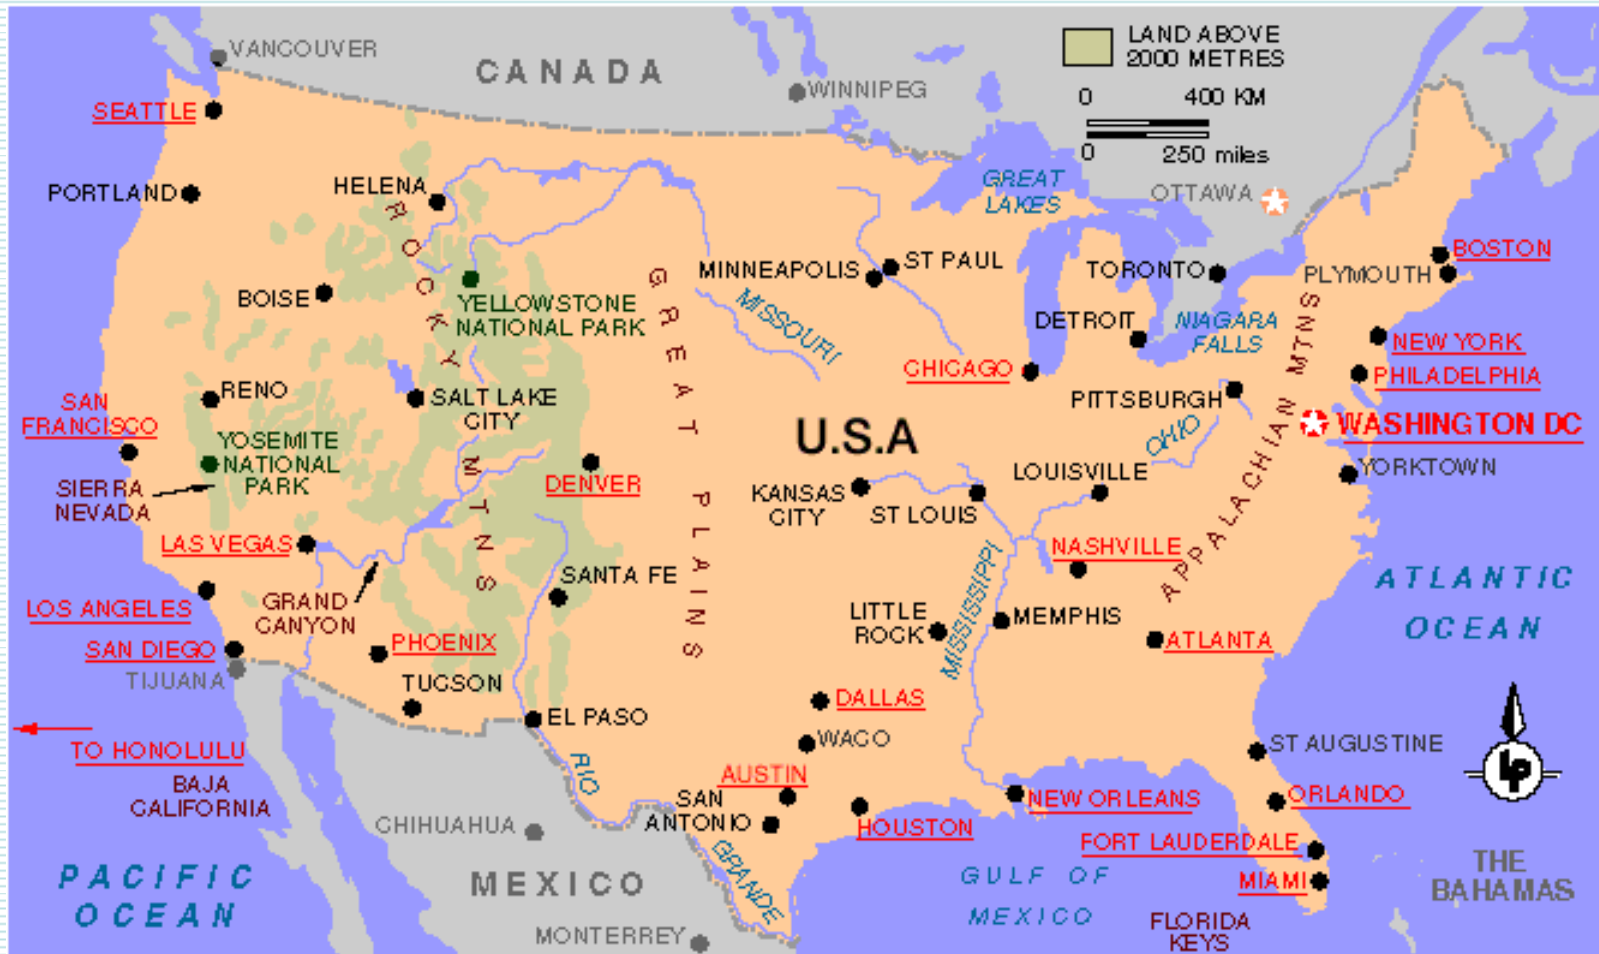 VANCOUVER
CANADA
WINNIPEG
LAND ABOVE
2000 METRES
0 400 KM
0 250 miles
SEATTLE
PORTLAND
HELENA
GREAT
LAKES
OTTAWA
BOSTON
PLYMOUTH
MINNEAPOLIS
ST PAUL
TORONTO
BOISE
YELLOWSTONE
NATIONAL PARK
MISSOURI
DETROIT
NIAGARA
FALLS
NEW YORK
PHILADELPHIA
CHICAGO
RENO
SALT LAKE
CITY
PITTSBURGH
SAN
FRANCISCO
YOSEMITE
NATIONAL
PARK
U.S.A
OHIO
WASHINGTON DC
YORKTOWN
SIERRA
NEVADA
ROCKY MTNS
GREAT PLAINS
APPALACHIAN MTNS
DENVER
KANSAS
CITY
ST LOUIS
LOUISVILLE
LAS VEGAS
NASHVILLE
MISSISSIPPI
SANTA FE
ATLANTIC
OCEAN
LOS ANGELES
GRAND
CANYON
LITTLE
ROCK
MEMPHIS
SAN DIEGO
PHOENIX
ATLANTA
TIJUANA
TUCSON
DALLAS
EL PASO
WACO
ST AUGUSTINE
TO HONOLULU
BAJA
CALIFORNIA
RIO
GRANDE
AUSTIN
SAN
ANTONIO
HOUSTON
NEW ORLEANS
ORLANDO
LP
CHIHUAHUA
FORT LAUDERDALE
MIAMI
THE
BAHAMAS
PACIFIC
OCEAN
MEXICO
GULF OF
MEXICO
FLORIDA
KEYS
MONTERREY